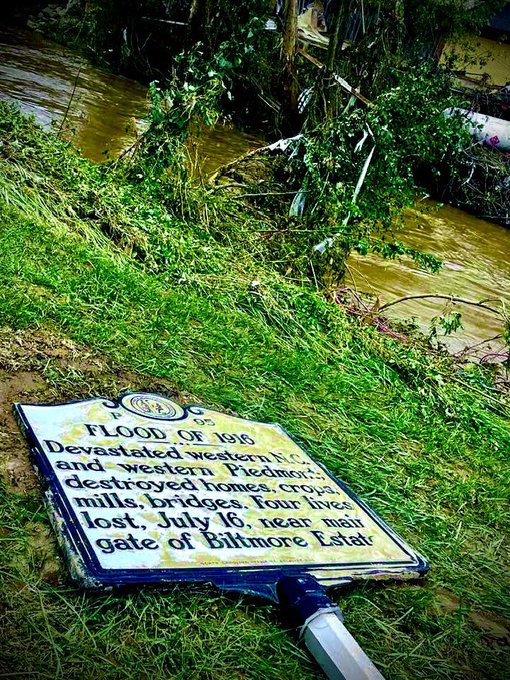 P 95
FLOOD OF 1916
Devastated western N.C.
and western Piedmont;
destroyed homes, crops,
mills, bridges. Four lives
lost, July 16, near main
gate of Biltmore Estate